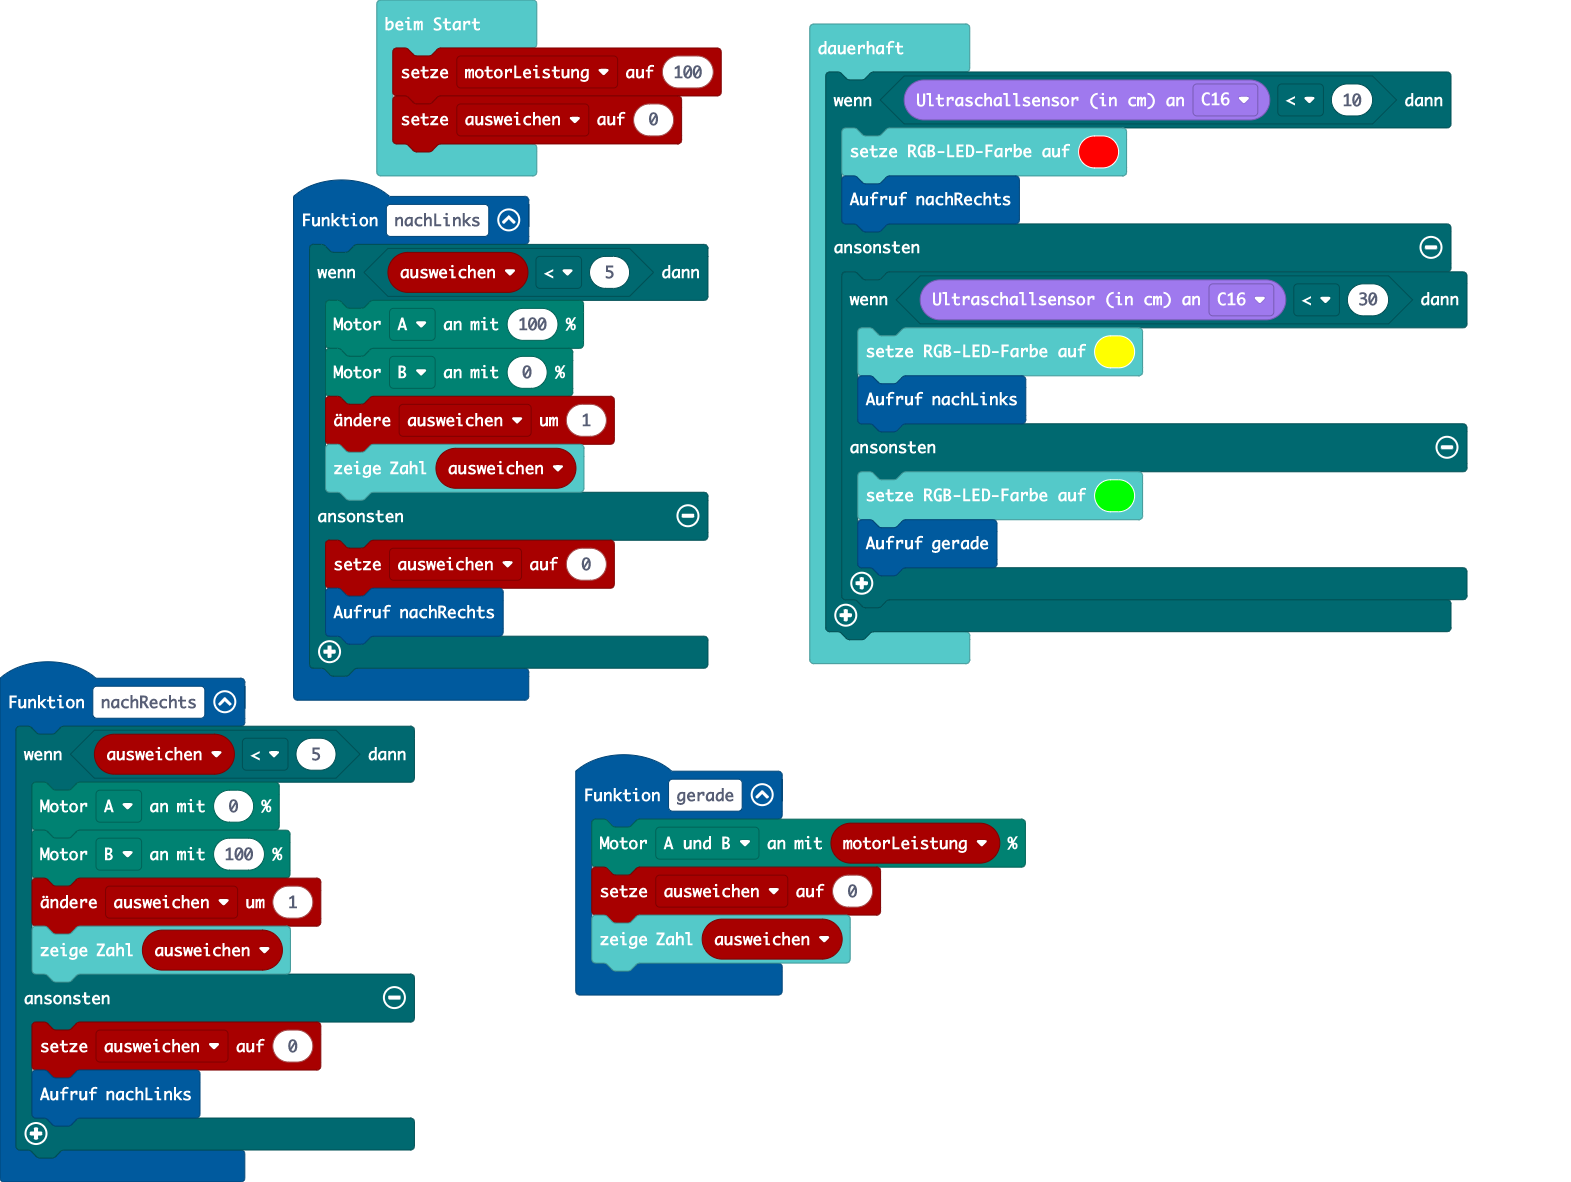 beim Start
setze motorLeistung auf 100
setze ausweichen auf 0
Funktion nachLinks
wenn ausweichen < 5 dann
Motor A an mit 100 %
Motor B an mit 0 %
ändere ausweichen um 1
zeige Zahl ausweichen
ansonsten
setze ausweichen auf 0
Aufruf nachRechts
Funktion nachRechts
wenn ausweichen < 5 dann
Motor A an mit 0 %
Motor B an mit 100 %
ändere ausweichen um 1
zeige Zahl ausweichen
ansonsten
setze ausweichen auf 0
Aufruf nachLinks
dauerhaft
wenn Ultraschallsensor (in cm) an C16 < 10 dann
setze RGB-LED-Farbe auf
Aufruf nachRechts
ansonsten
wenn Ultraschallsensor (in cm) an C16 < 30 dann
setze RGB-LED-Farbe auf
Aufruf nachLinks
ansonsten
setze RGB-LED-Farbe auf
Aufruf gerade
Funktion gerade
Motor A und B an mit motorLeistung %
setze ausweichen auf 0
zeige Zahl ausweichen